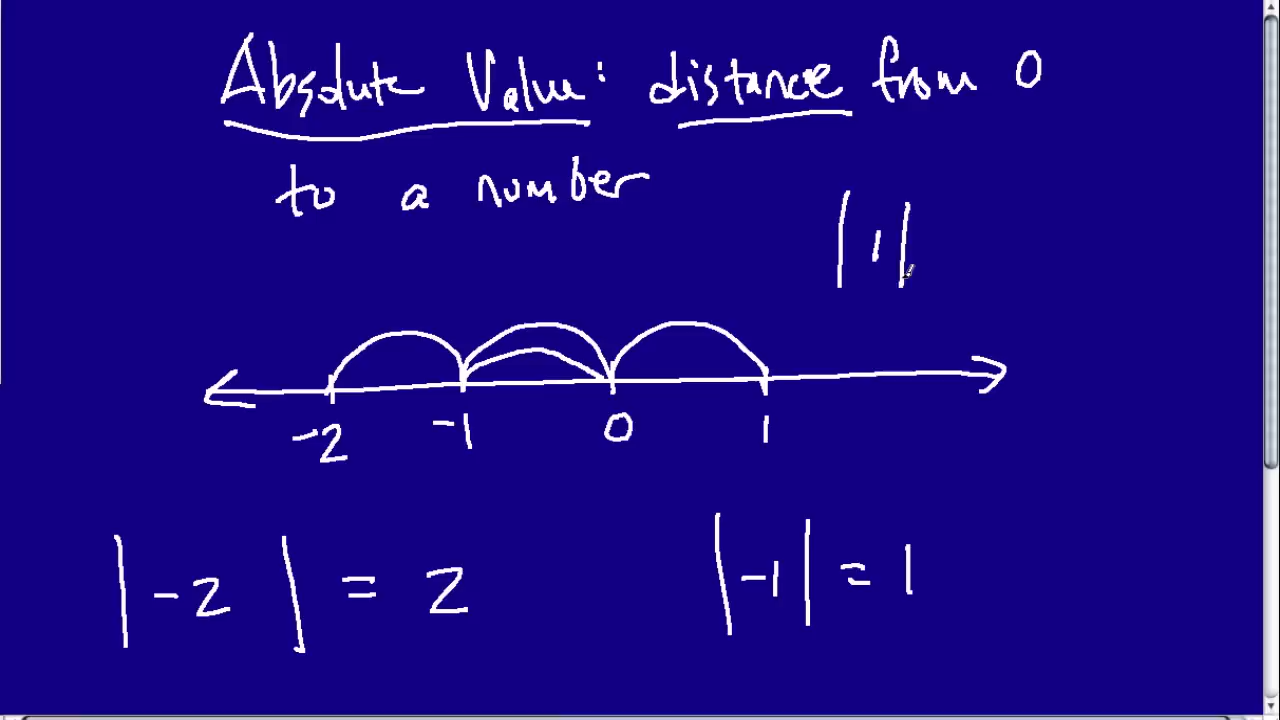 Absolute Value: distance from 0
to a number
|1|
-2 -1 0 1
|-2| = 2 |-1| = 1